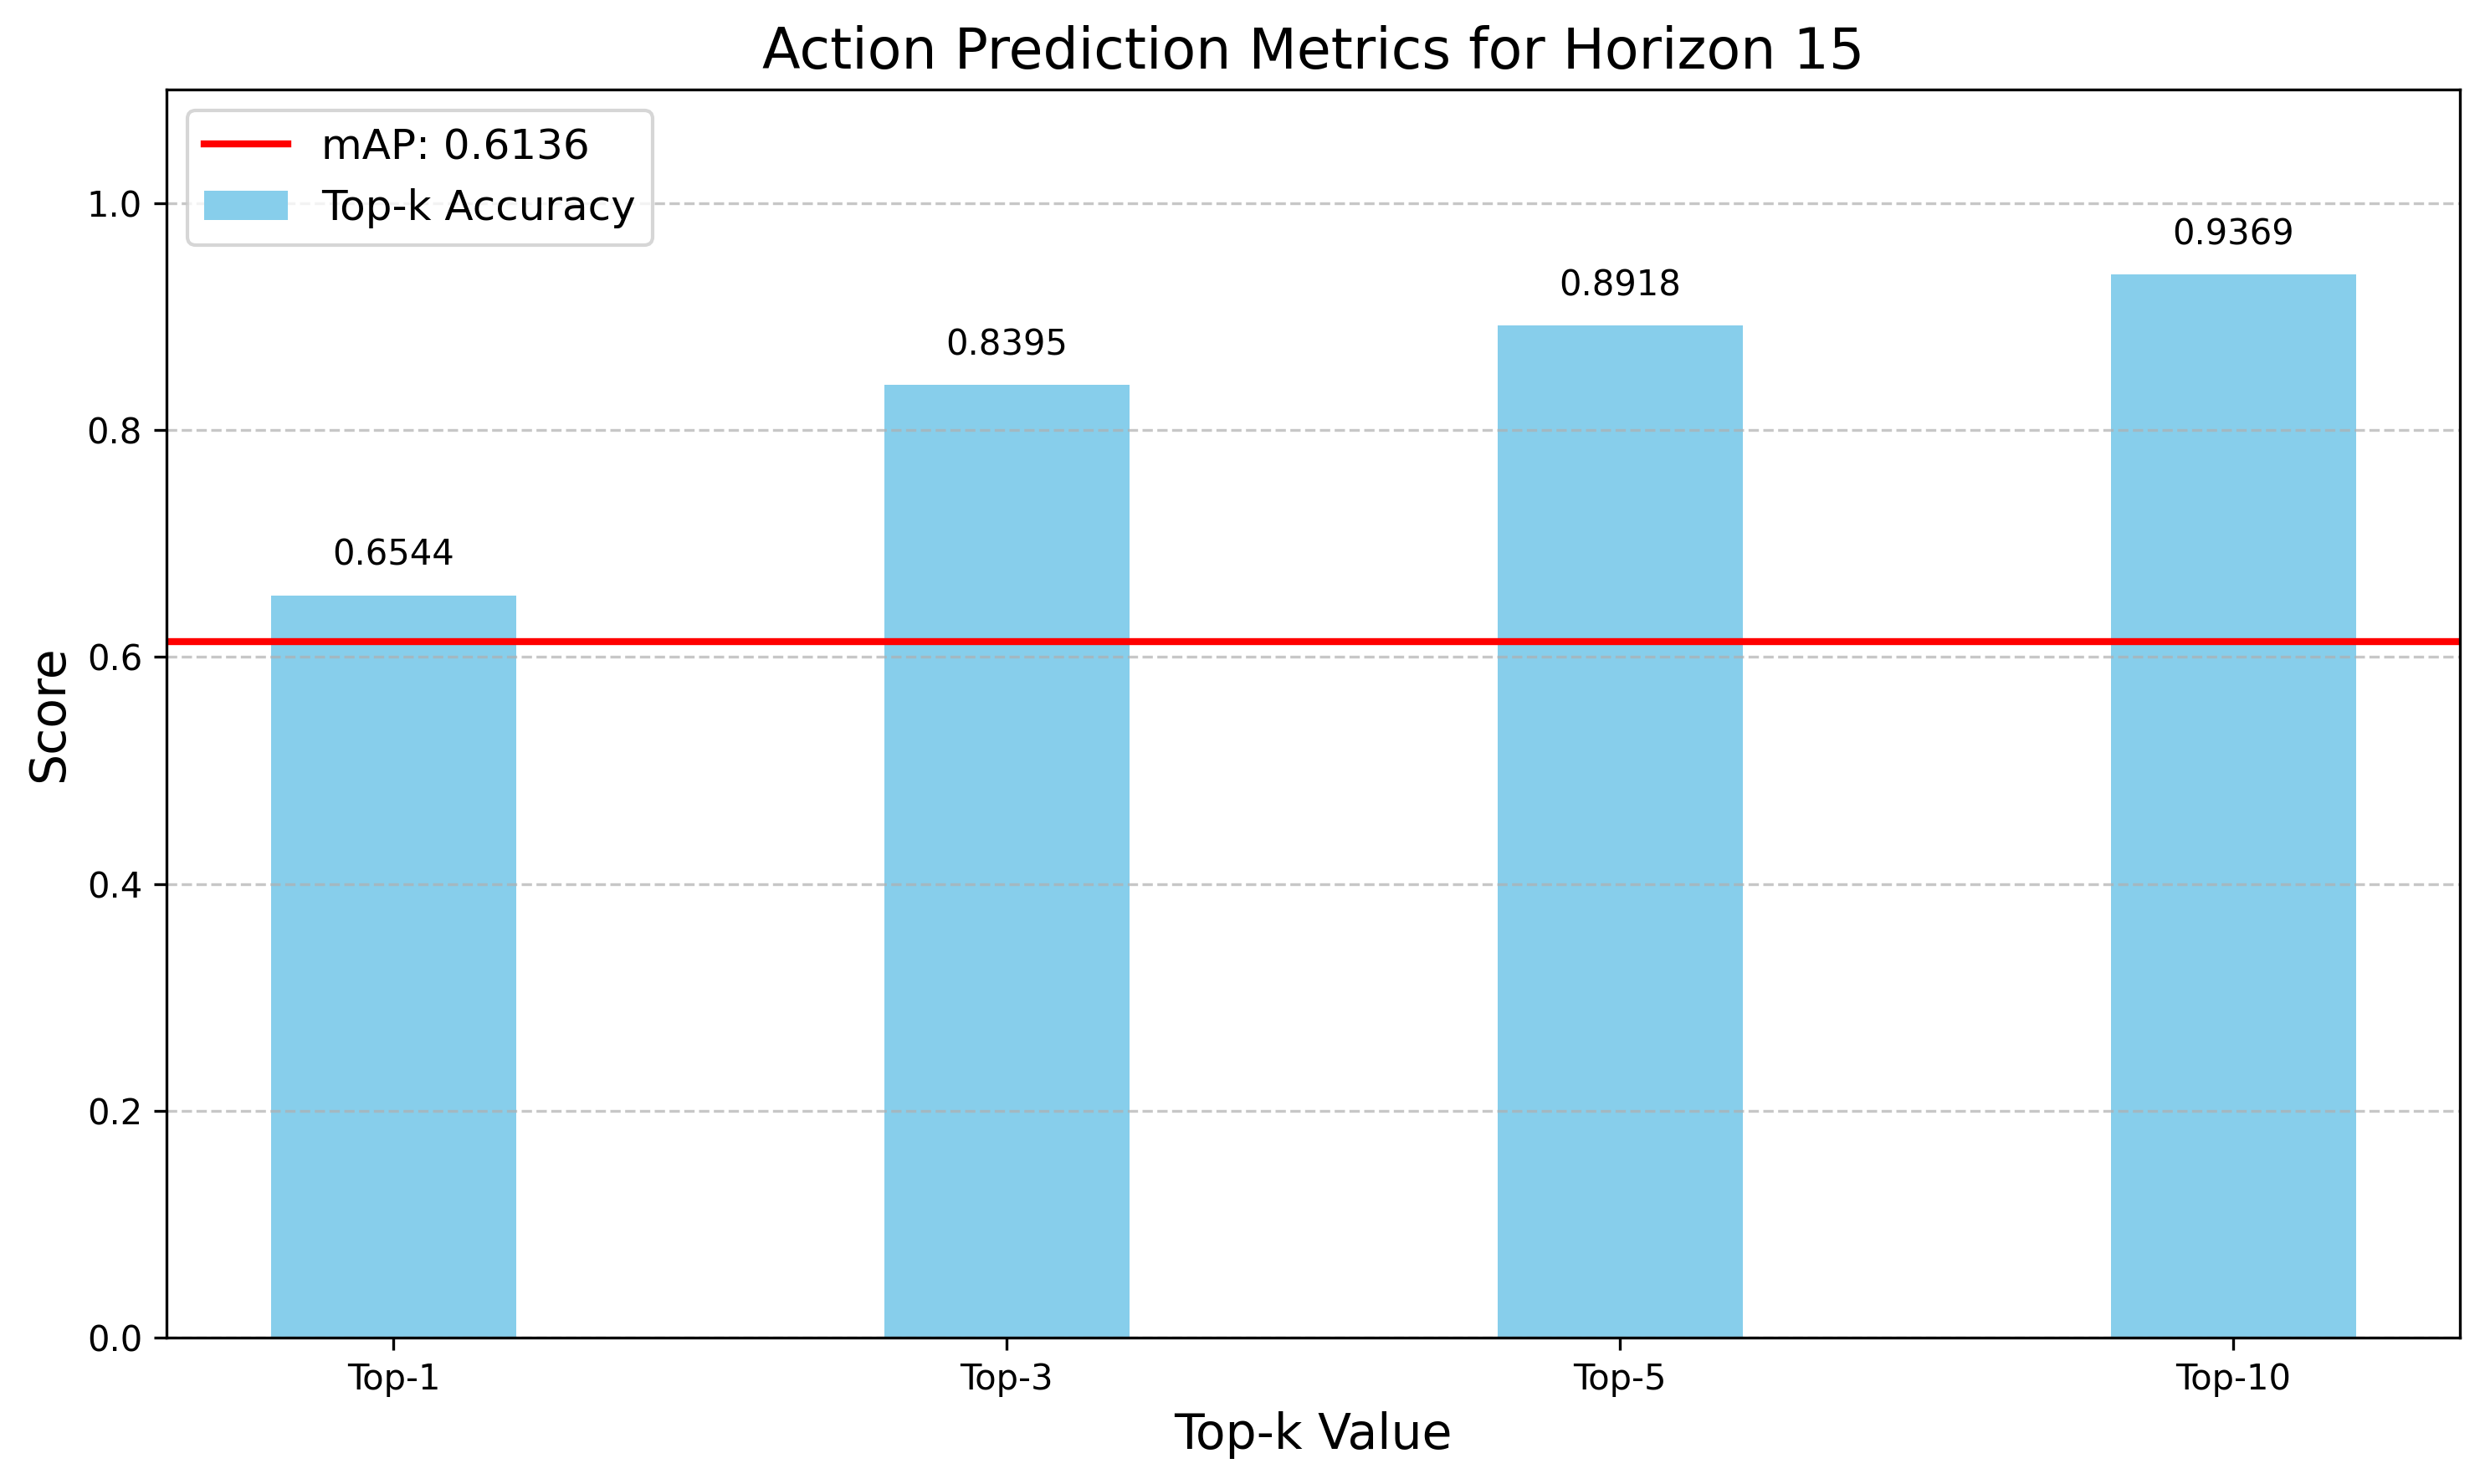 Action Prediction Metrics for Horizon 15
mAP: 0.6136
Top-k Accuracy
1.0
0.8
0.6
0.4
0.2
0.0
Score
0.6544
0.8395
0.8918
0.9369
Top-1
Top-3
Top-5
Top-10
Top-k Value